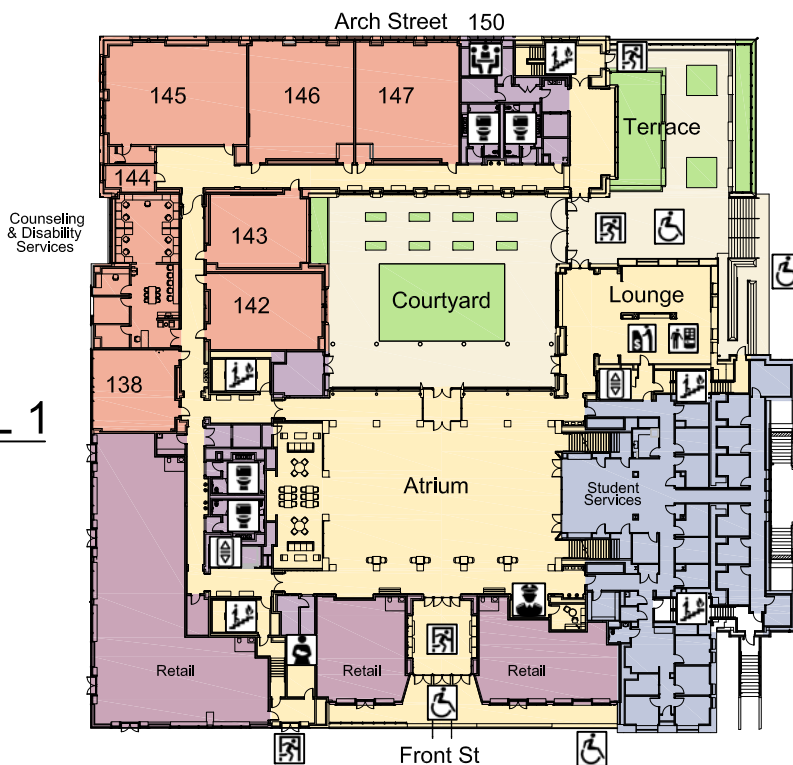 Arch Street 150
145
146
147
Terrace
144
Counseling
& Disability
Services
143
142
Courtyard
Lounge
138
L 1
Atrium
Student
Services
Retail
Retail
Retail
Front St